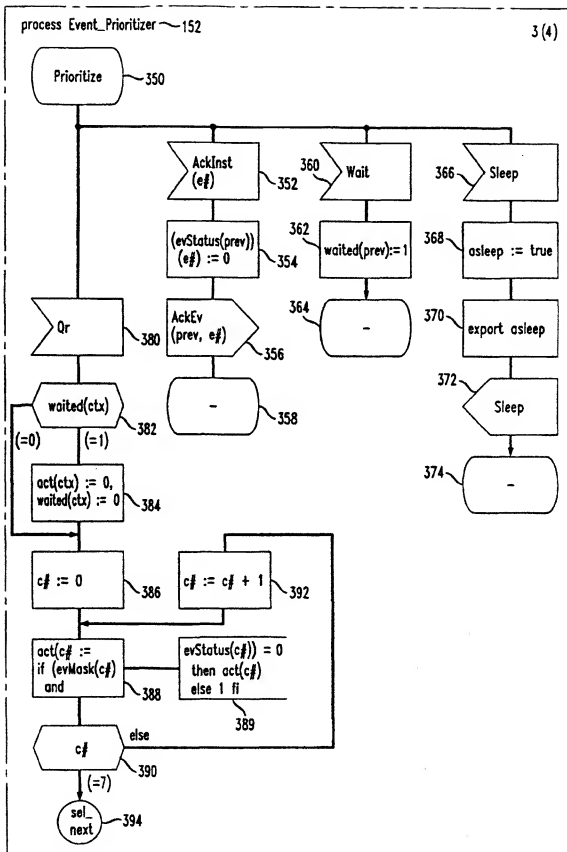 process Event_Prioritizer 152
3(4)
Prioritize
350
AckInst
(e#)
352
360
Wait
366
Sleep
(evStatus(prev))
(e#) := 0
354
362
waited(prev):=1
368
asleep := true
Qr
380
AckEv
(prev, e#)
356
364
-
370
export asleep
waited(ctx)
382
-
358
372
Sleep
(=0)
(=1)
374
-
act(ctx) := 0,
waited(ctx) := 0
384
c# := 0
386
c# := c# + 1
392
act(c# :=
if (evMask(c#)
and
388
evStatus(c#)) = 0
then act(c#)
else 1 fi
389
c#
else
390
(=7)
sel_
next
394